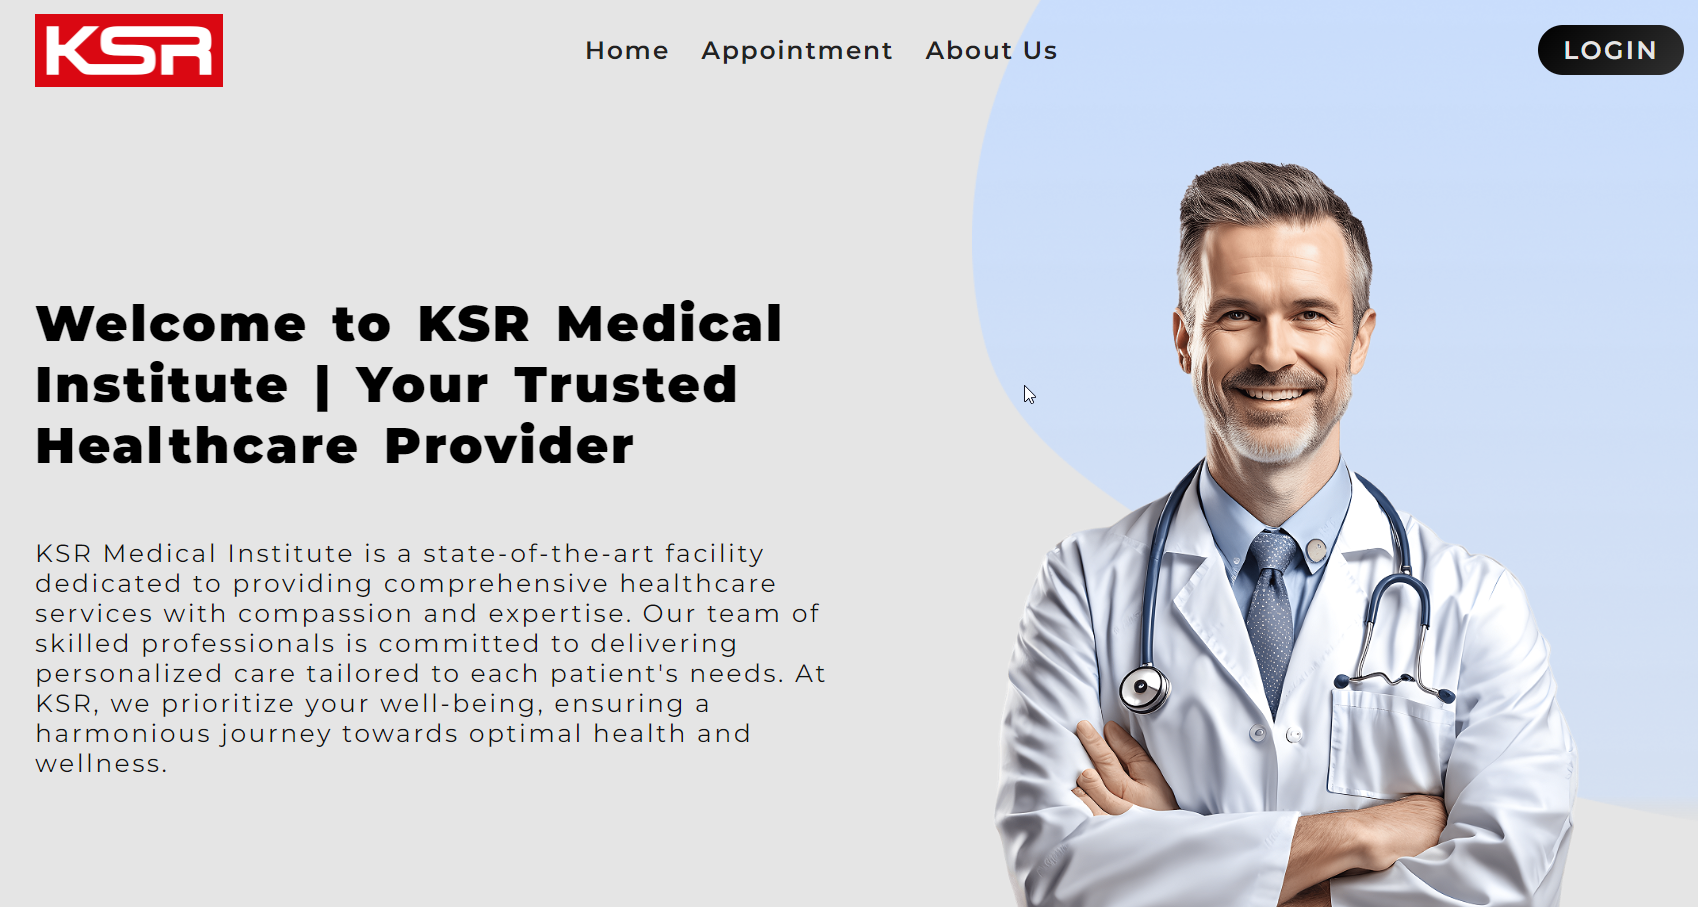 KSR
Home Appointment About Us
LOGIN
Welcome to KSR Medical
Institute | Your Trusted
Healthcare Provider
KSR Medical Institute is a state-of-the-art facility
dedicated to providing comprehensive healthcare
services with compassion and expertise. Our team of
skilled professionals is committed to delivering
personalized care tailored to each patient's needs. At
KSR, we prioritize your well-being, ensuring a
harmonious journey towards optimal health and
wellness.